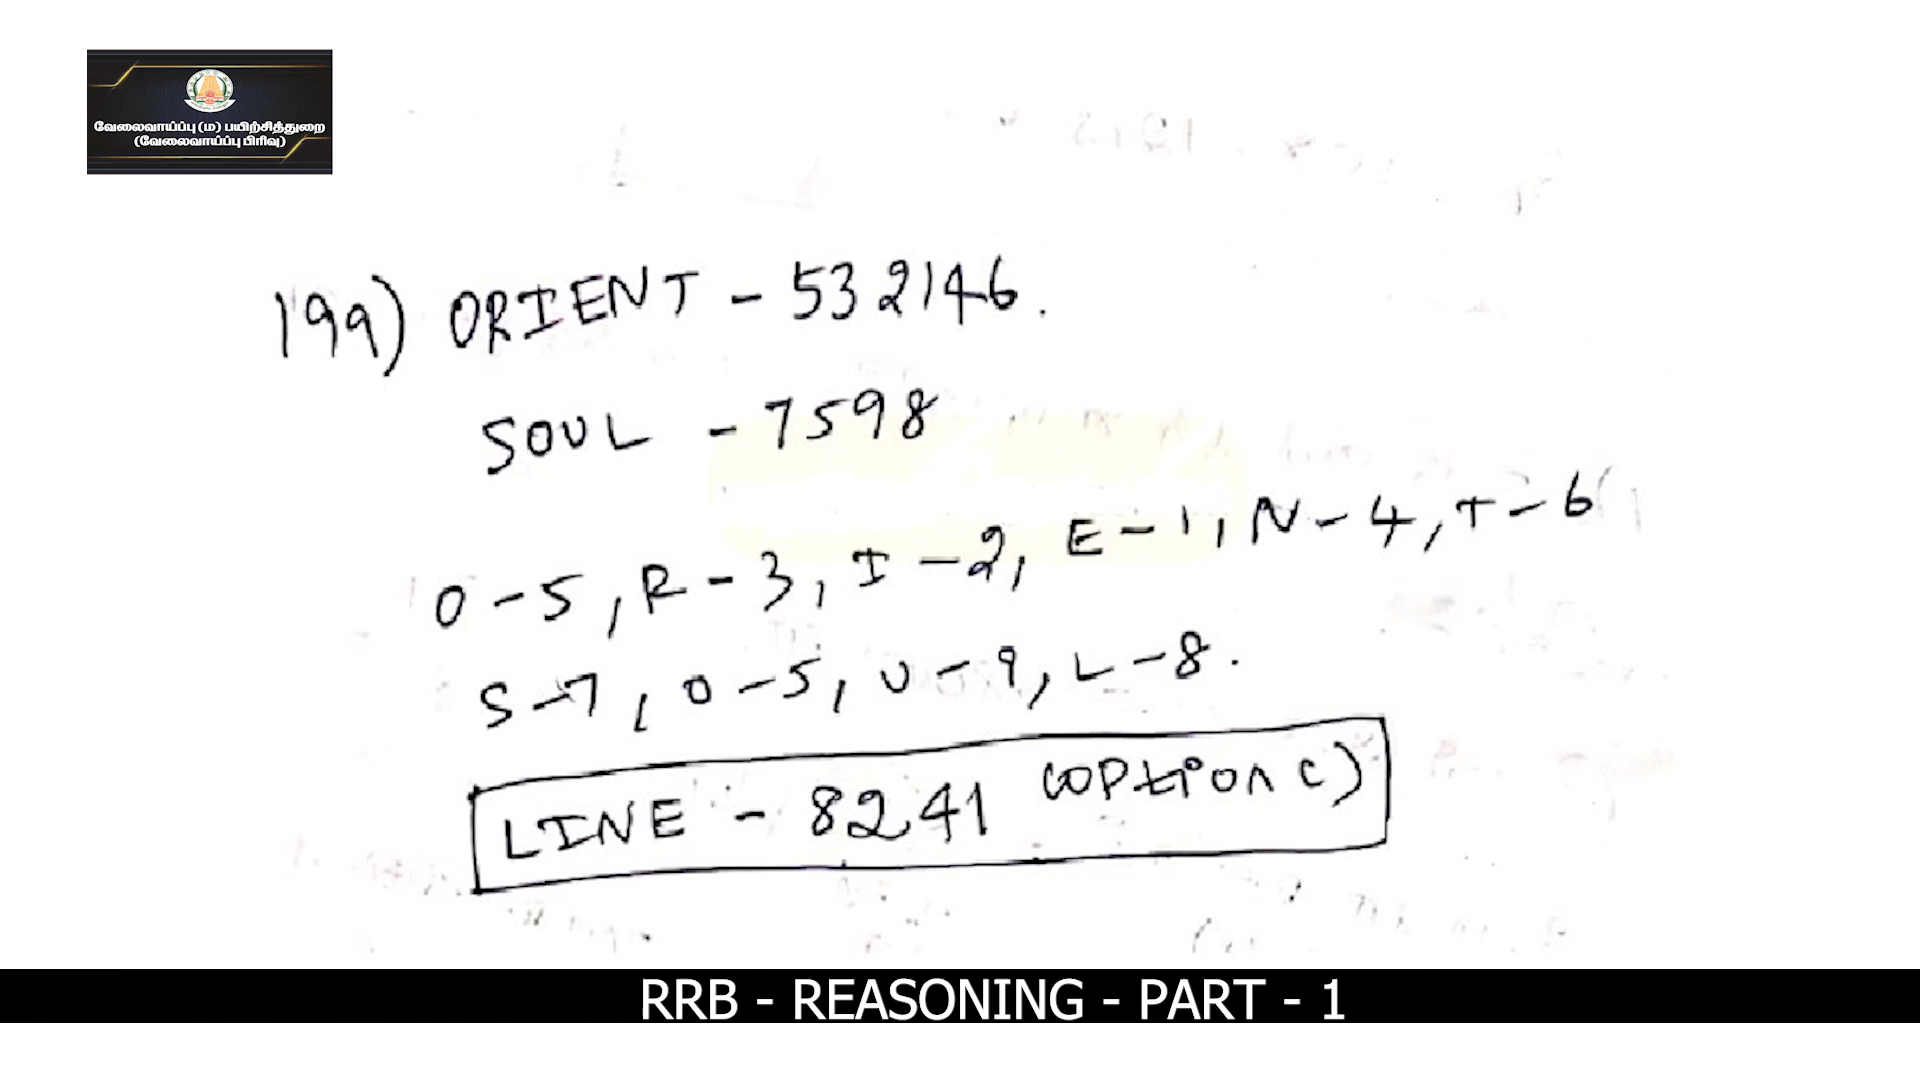 வேலைவாய்ப்பு (ம) பயிற்சித்துறை
(வேலைவாய்ப்பு பிரிவு)
199) ORIENT - 532146.
SOUL - 7598
O - 5, R - 3, I - 2, E - 1, N - 4, T - 6
S - 7, O - 5, U - 9, L - 8.
LINE - 8241 (option c)
RRB - REASONING - PART - 1